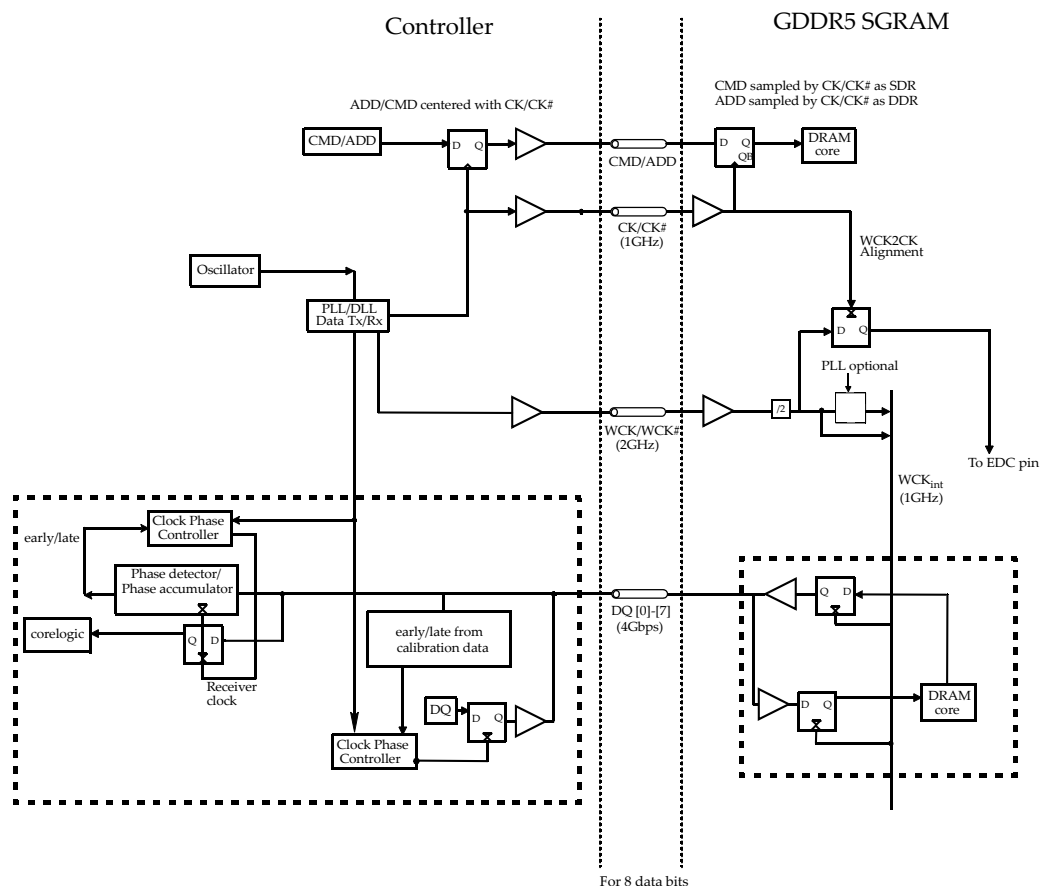 Controller
GDDR5 SGRAM
ADD/CMD centered with CK/CK#
CMD sampled by CK/CK# as SDR
ADD sampled by CK/CK# as DDR
CMD/ADD
D Q
CMD/ADD
D Q
QB
DRAM
core
CK/CK#
(1GHz)
WCK2CK
Alignment
Oscillator
PLL/DLL
Data Tx/Rx
D Q
PLL optional
/2
WCK/WCK#
(2GHz)
To EDC pin
WCKint
(1GHz)
Clock Phase
Controller
early/late
Phase detector/
Phase accumulator
DQ [0]-[7]
(4Gbps)
Q D
corelogic
Q D
early/late from
calibration data
Receiver
clock
DQ
D Q
D Q
DRAM
core
Clock Phase
Controller
For 8 data bits